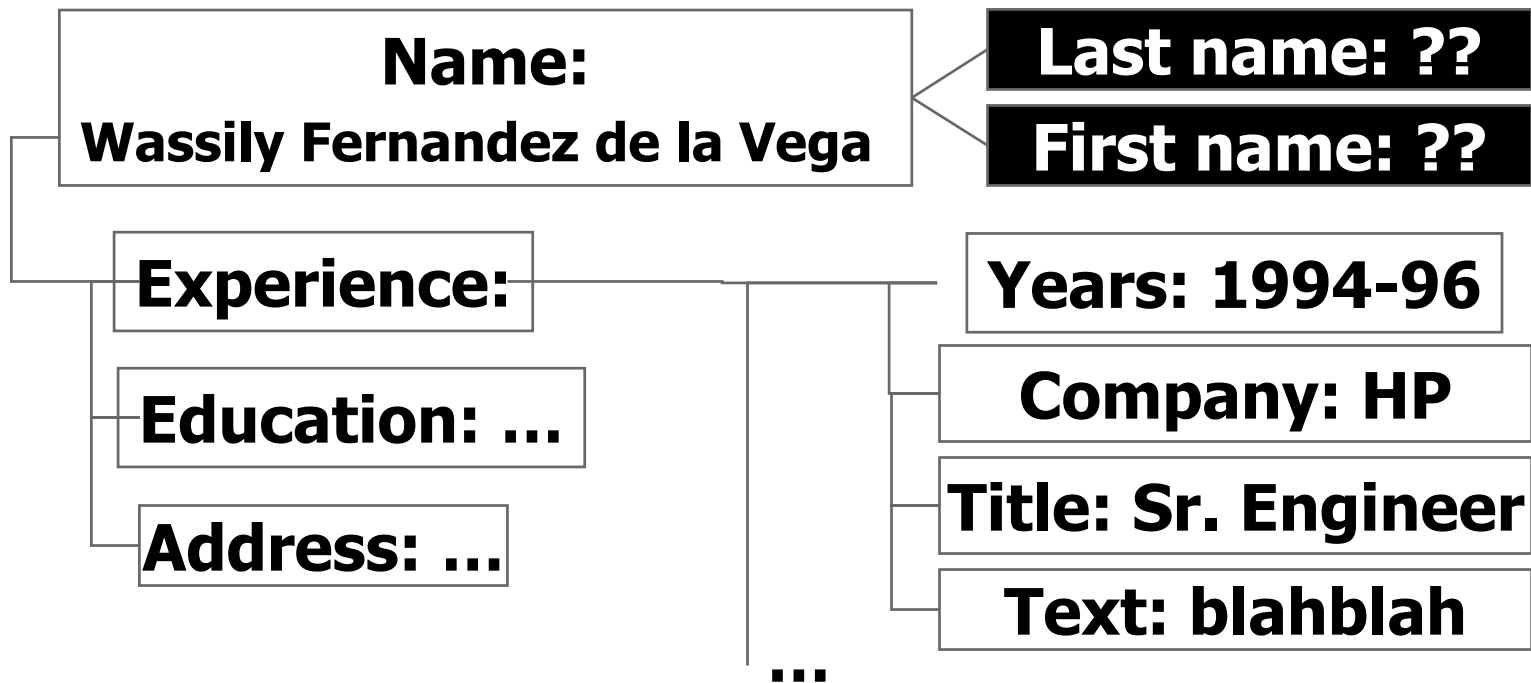 Name:
Wassily Fernandez de la Vega
Last name: ??
First name: ??
Experience:
Education: ...
Address: ...
Years: 1994-96
Company: HP
Title: Sr. Engineer
Text: blahblah
...